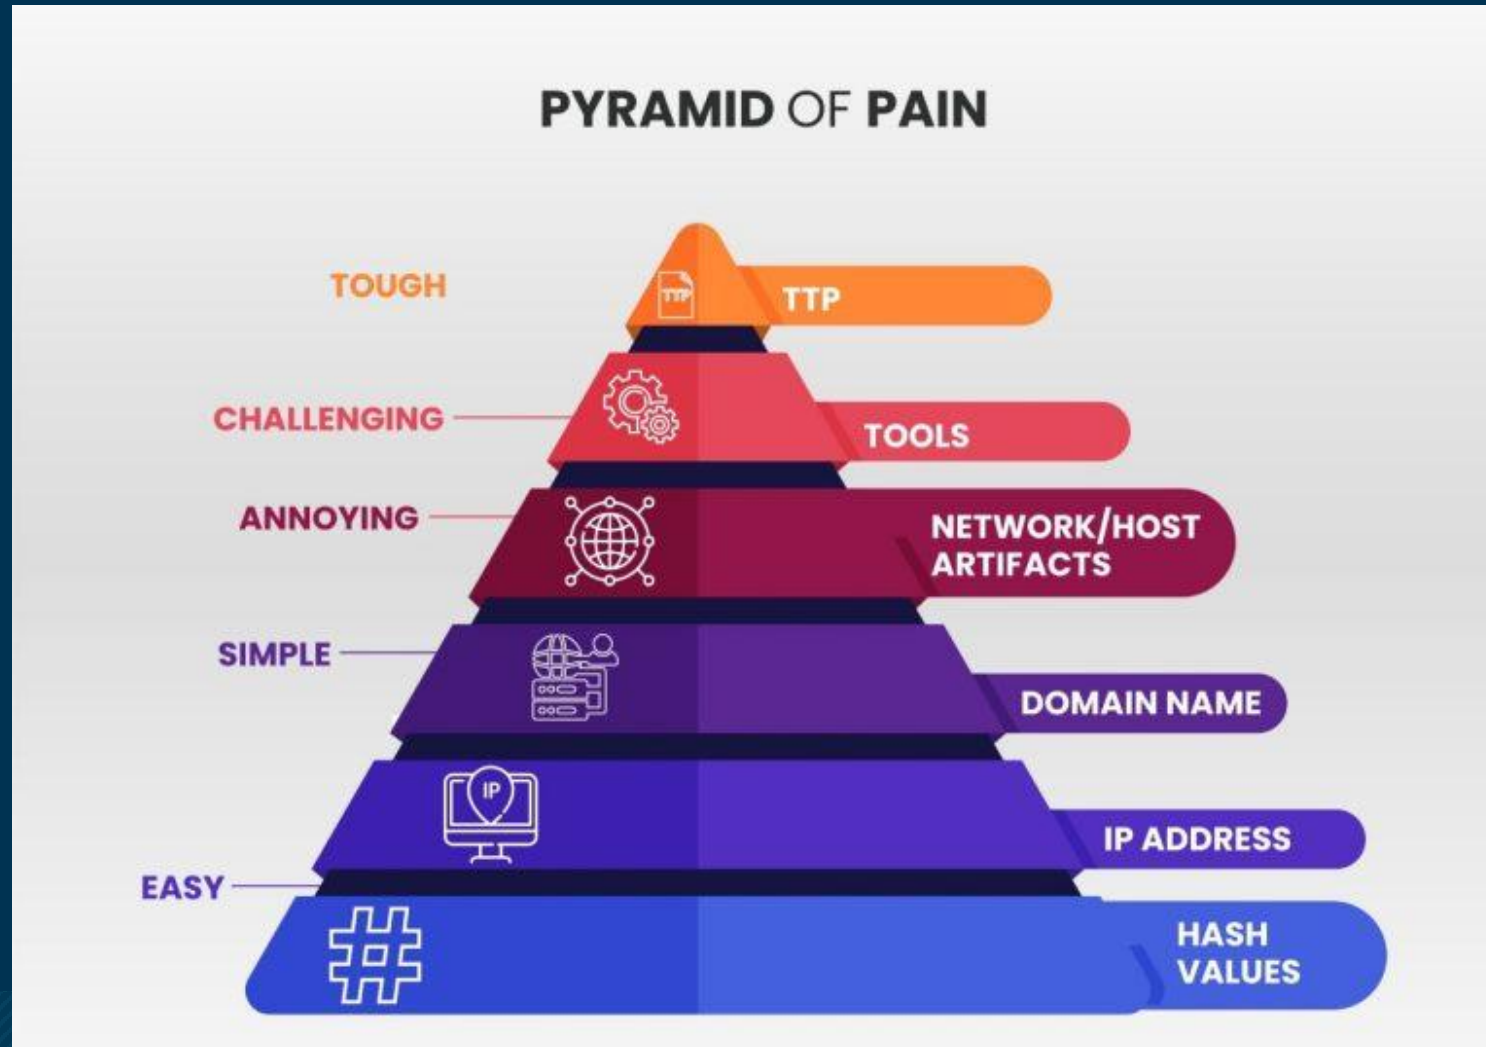 PYRAMID OF PAIN
TOUGH
TTP
TTP
CHALLENGING
TOOLS
ANNOYING
NETWORK/HOST
ARTIFACTS
SIMPLE
DOMAIN NAME
IP
IP ADDRESS
EASY
#
HASH
VALUES